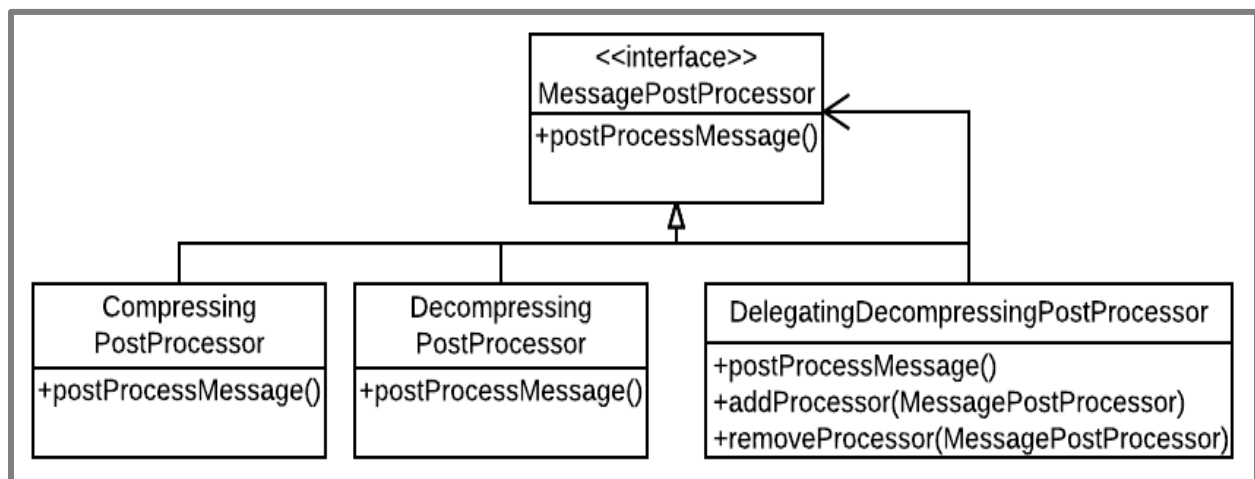 <<interface>>
MessagePostProcessor
+postProcessMessage()
Compressing
PostProcessor
+postProcessMessage()
Decompressing
PostProcessor
+postProcessMessage()
DelegatingDecompressingPostProcessor
+postProcessMessage()
+addProcessor(MessagePostProcessor)
+removeProcessor(MessagePostProcessor)